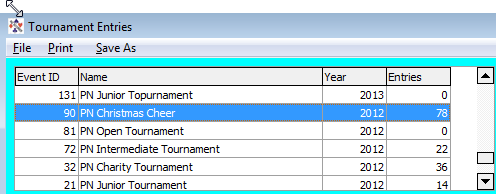 Tournament Entries
File Print Save As
Event ID Name Year Entries
131 PN Junior Topurnament 2013 0
90 PN Christmas Cheer 2012 78
81 PN Open Tournament 2012 0
72 PN Intermediate Tournament 2012 22
32 PN Charity Tournament 2012 36
21 PN Junior Tournament 2012 14